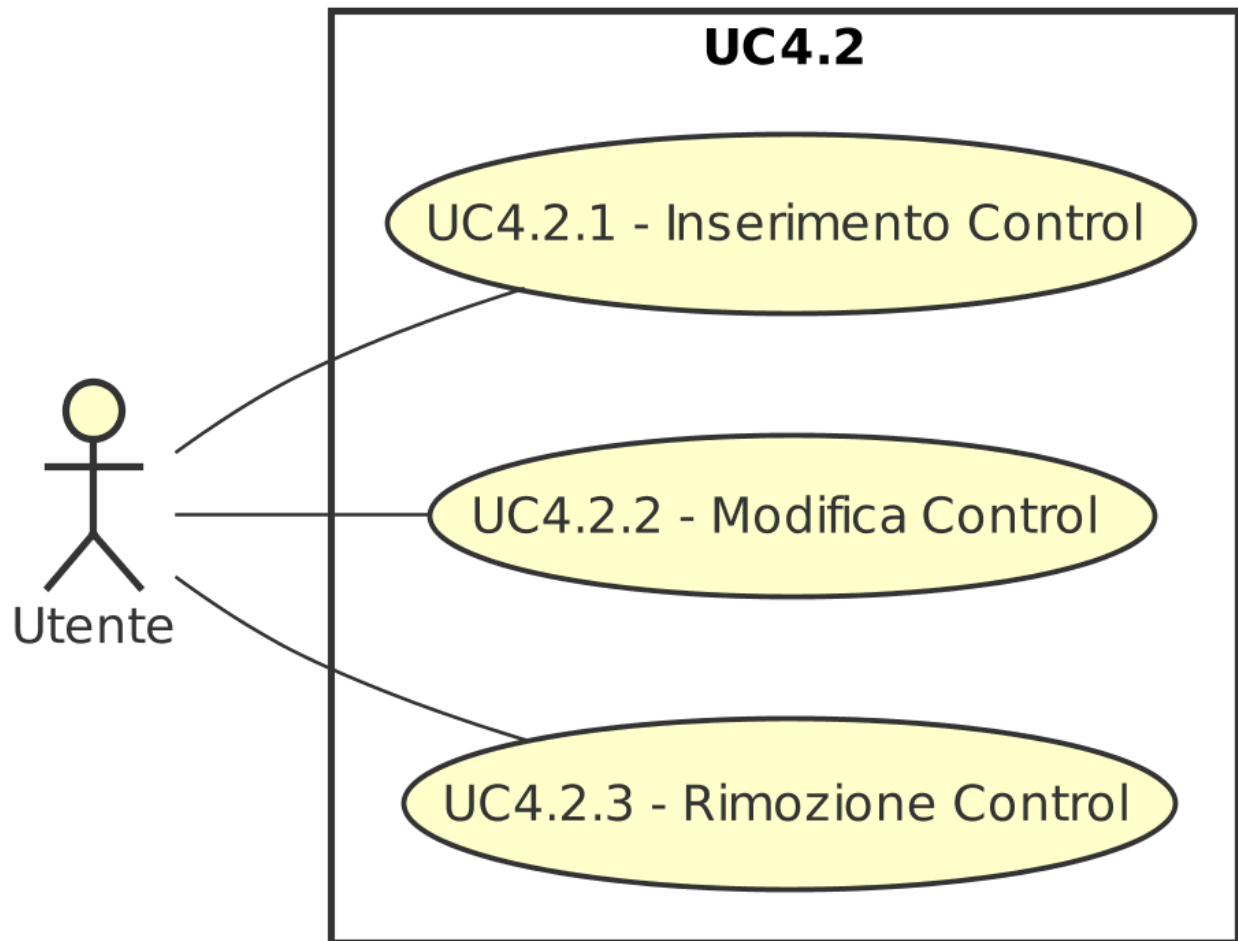 UC4.2
UC4.2.1 - Inserimento Control
UC4.2.2 - Modifica Control
Utente
UC4.2.3 - Rimozione Control